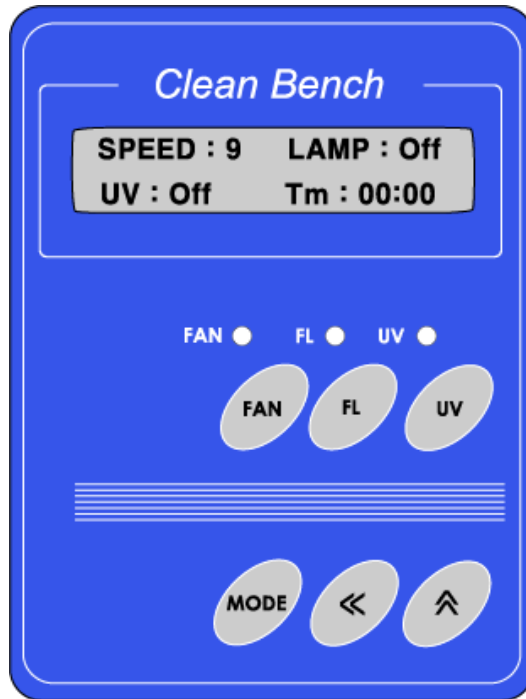 Clean Bench
SPEED : 9 LAMP : Off
UV : Off Tm : 00:00
FAN FL UV
FAN FL UV
MODE